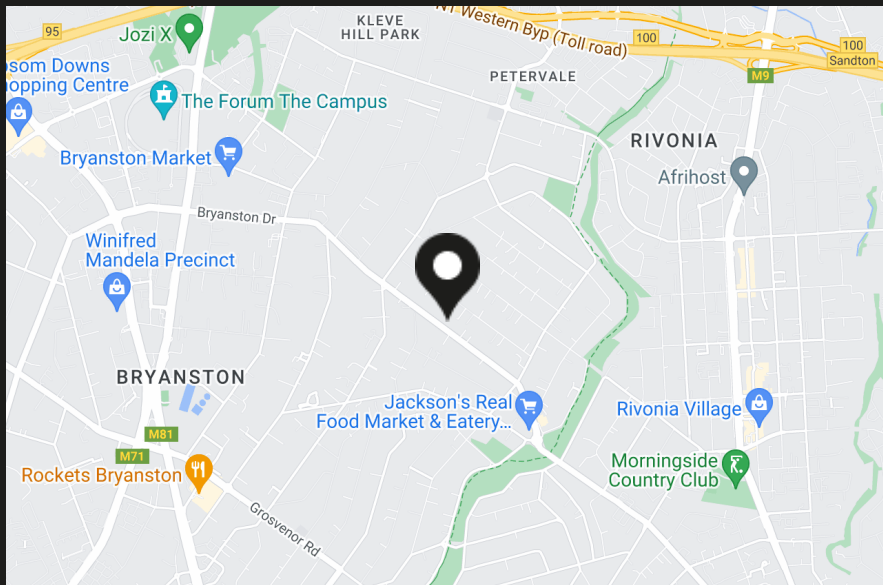 95
Jozi X
KLEVE
HILL PARK
N1 Western Byp (Toll road)
100
100
Sandton
M9
osom Downs
hopping Centre
PETERVALE
The Forum The Campus
RIVONIA
Bryanston Market
Afrihost
Bryanston Dr
Winifred
Mandela Precinct
BRYANSTON
Jackson's Real
Food Market & Eatery...
Rivonia Village
M81
M71
Rockets Bryanston
Morningside
Country Club
Grosvenor Rd